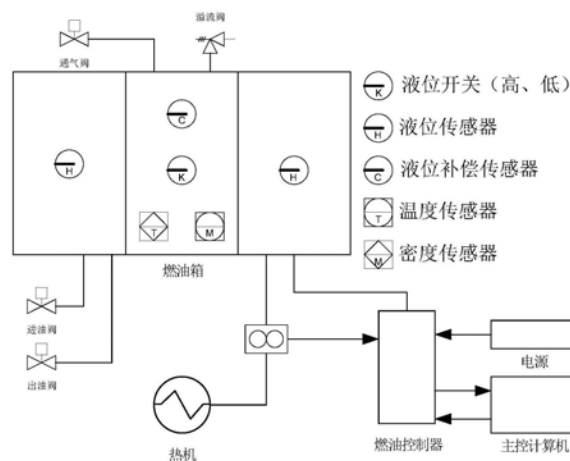 溢流阀
通气阀
C
H
K
H
T
M
燃油箱
K 液位开关（高、低）
H 液位传感器
C 液位补偿传感器
T 温度传感器
M 密度传感器
进油阀
出油阀
热机
燃油控制器
电源
主控计算机